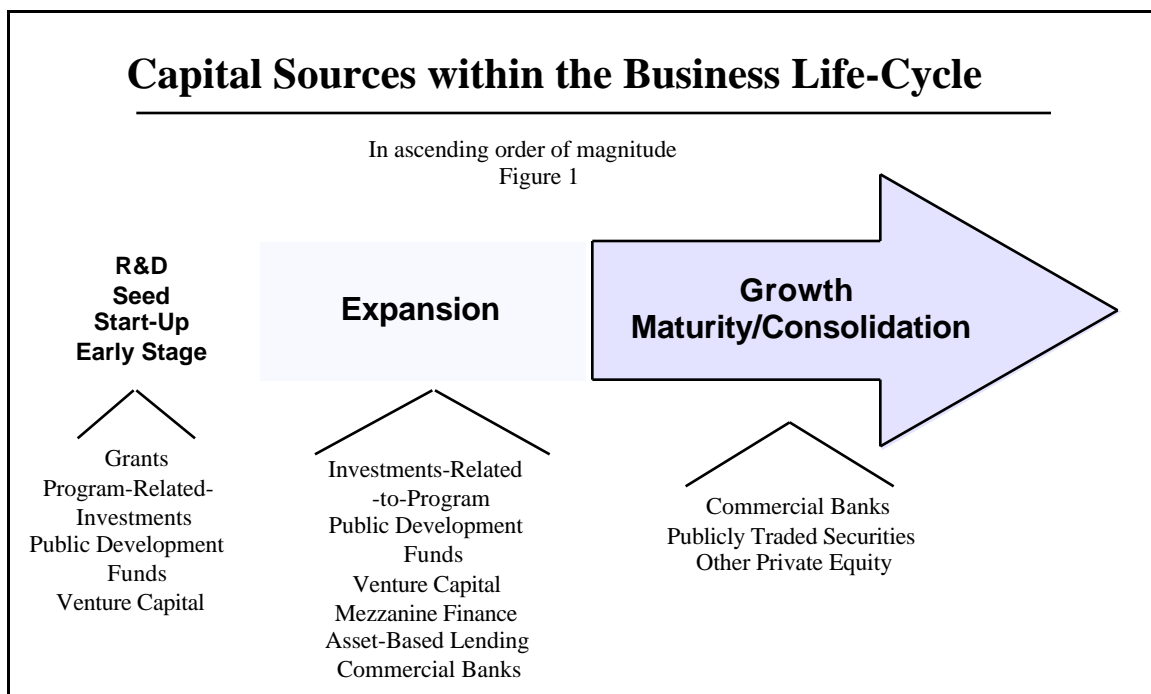 Capital Sources within the Business Life-Cycle
In ascending order of magnitude
Figure 1
R&D
Seed
Start-Up
Early Stage
Expansion
Growth
Maturity/Consolidation
Grants
Program-Related-
Investments
Public Development
Funds
Venture Capital
Investments-Related
-to-Program
Public Development
Funds
Venture Capital
Mezzanine Finance
Asset-Based Lending
Commercial Banks
Commercial Banks
Publicly Traded Securities
Other Private Equity